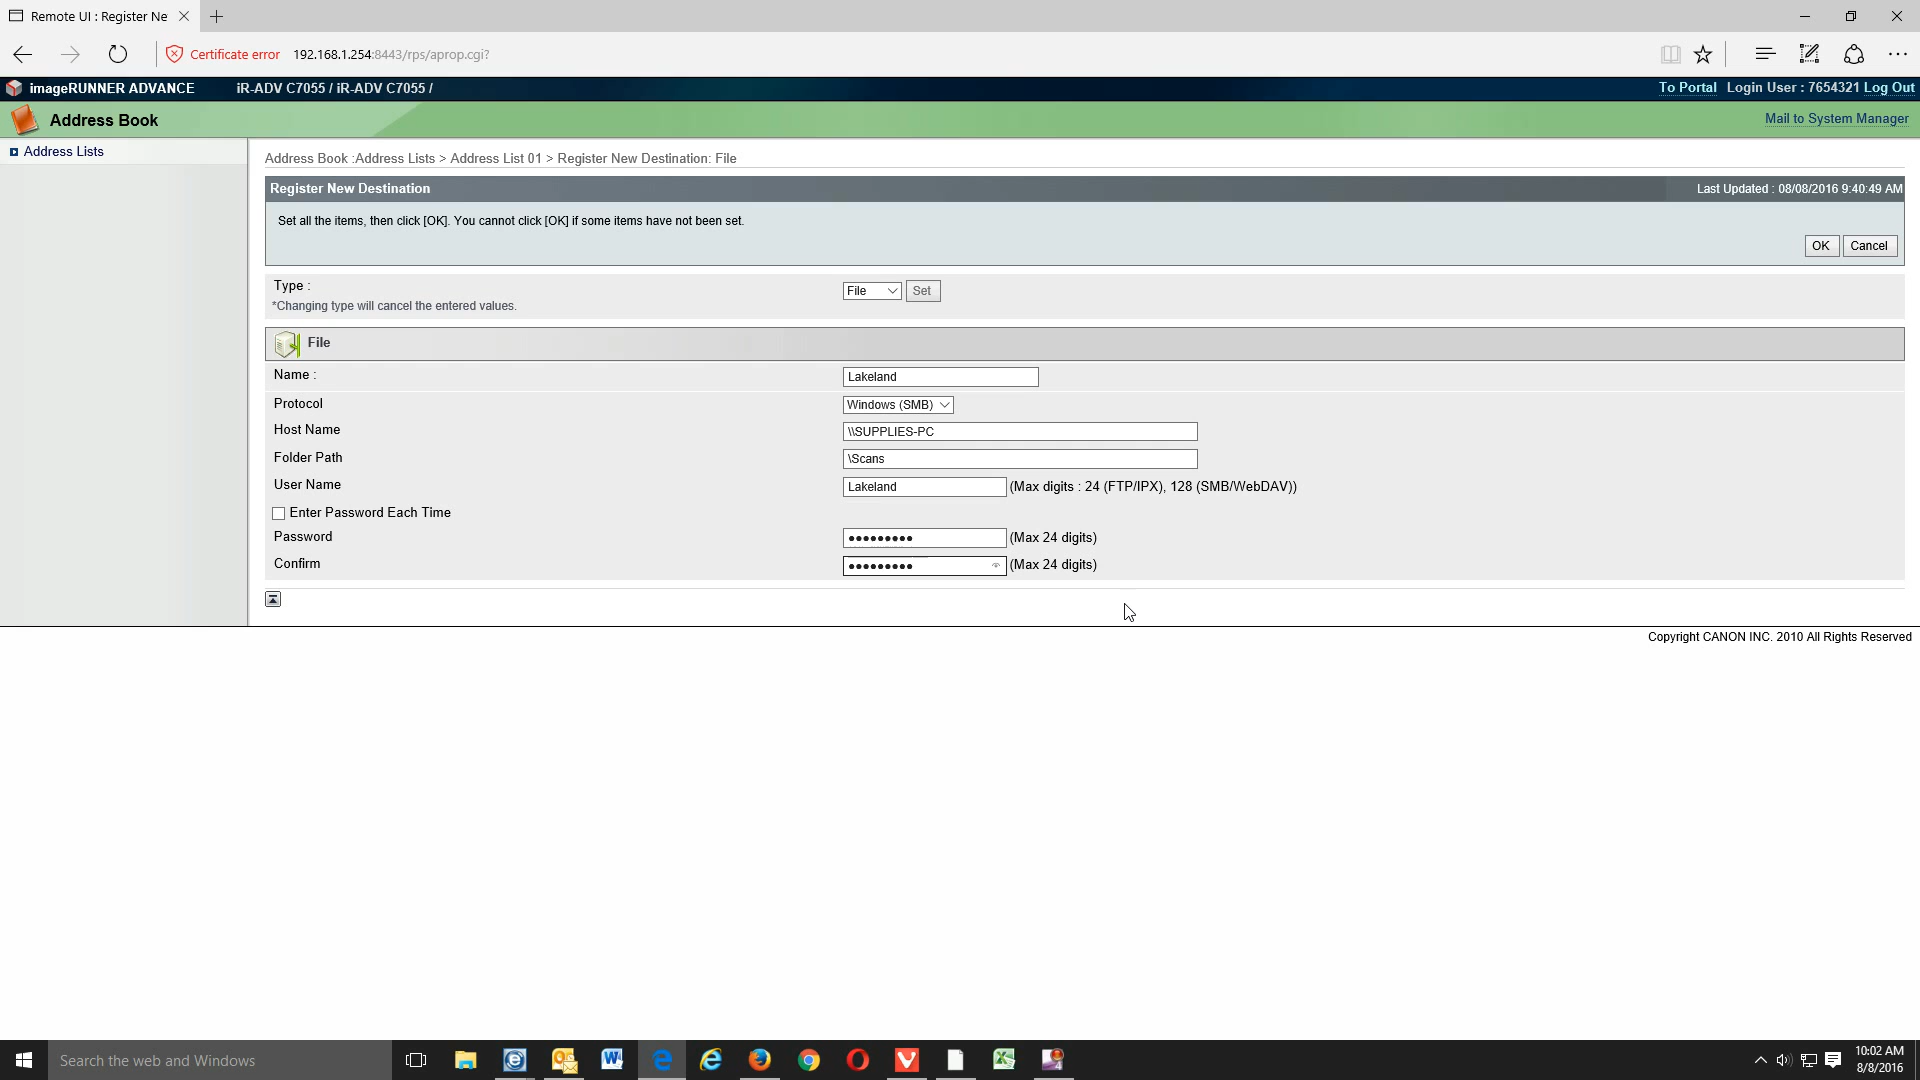 Remote UI : Register Ne
Certificate error 192.168.1.254:8443/rps/aprop.cgi?
imageRUNNER ADVANCE iR-ADV C7055 / iR-ADV C7055 / To Portal Login User : 7654321 Log Out
Address Book Mail to System Manager
Address Lists
Address Book :Address Lists > Address List 01 > Register New Destination: File
Register New Destination Last Updated : 08/08/2016 9:40:49 AM
Set all the items, then click [OK]. You cannot click [OK] if some items have not been set.
OK Cancel
Type : File Set
*Changing type will cancel the entered values.
File
Name : Lakeland
Protocol Windows (SMB)
Host Name \\SUPPLIES-PC
Folder Path \Scans
User Name Lakeland (Max digits : 24 (FTP/IPX), 128 (SMB/WebDAV))
Enter Password Each Time
Password ●●●●●●●●● (Max 24 digits)
Confirm ●●●●●●●●● (Max 24 digits)
Copyright CANON INC. 2010 All Rights Reserved
Search the web and Windows
10:02 AM
8/8/2016